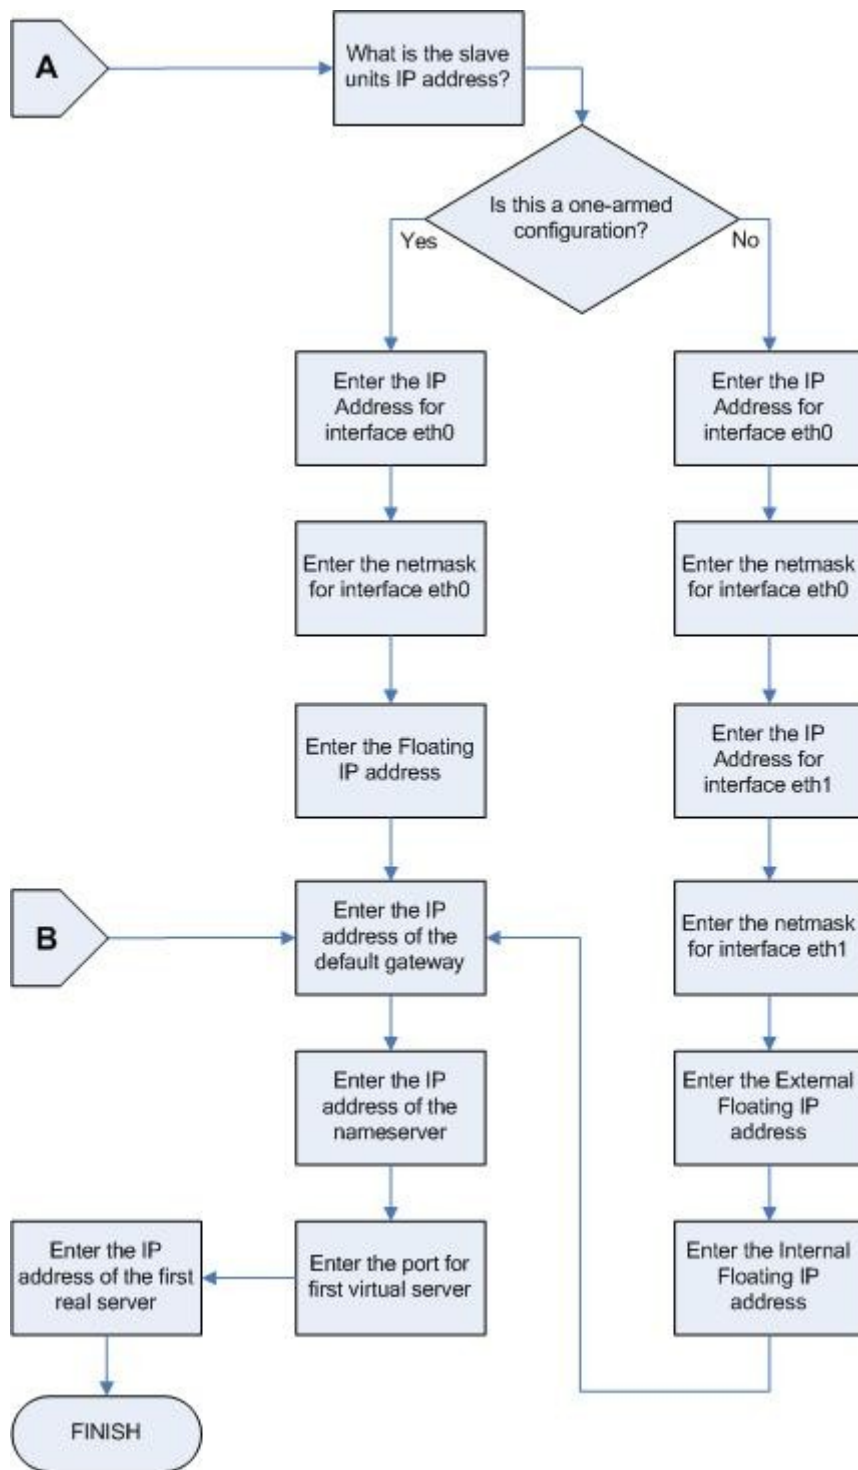 A
What is the slave
units IP address?
Is this a one-armed
configuration?
Yes
No
Enter the IP
Address for
interface eth0
Enter the IP
Address for
interface eth0
Enter the netmask
for interface eth0
Enter the netmask
for interface eth0
Enter the Floating
IP address
Enter the IP
Address for
interface eth1
B
Enter the IP
address of the
default gateway
Enter the netmask
for interface eth1
Enter the IP
address of the
nameserver
Enter the External
Floating IP
address
Enter the IP
address of the first
real server
Enter the port for
first virtual server
Enter the Internal
Floating IP
address
FINISH